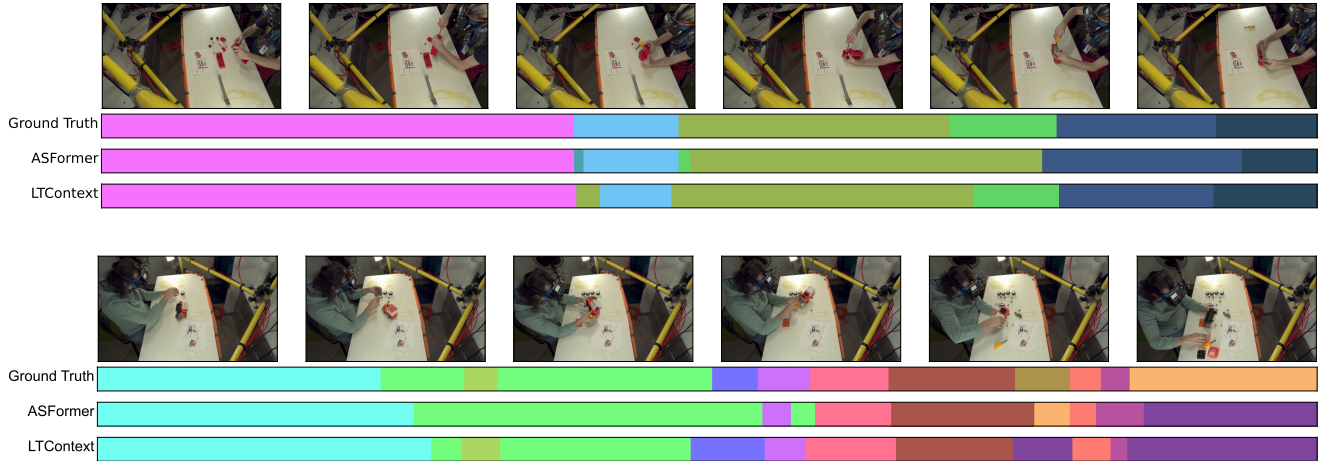 Ground Truth
ASFormer
LTContext
Ground Truth
ASFormer
LTContext